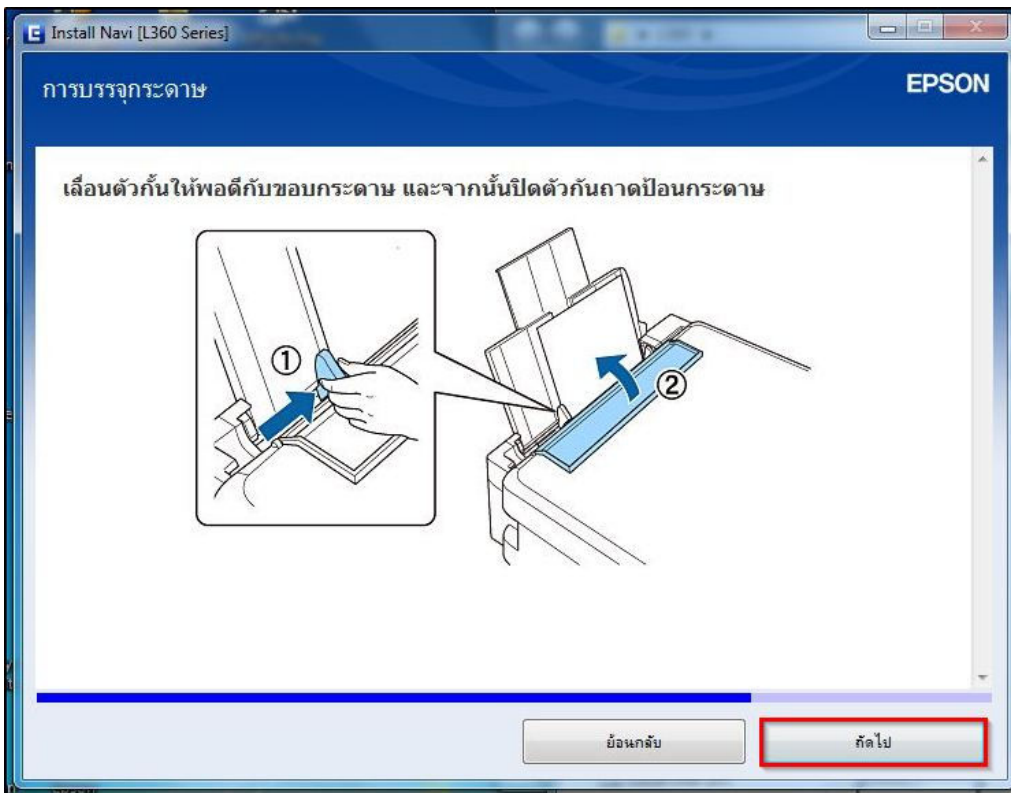 Install Navi [L360 Series]
การบรรจุกระดาษ
EPSON
เลื่อนตัวกั้นให้พอดีกับขอบกระดาษ และจากนั้นปิดตัวกันถาดป้อนกระดาษ
①
②
ย้อนกลับ
ถัดไป